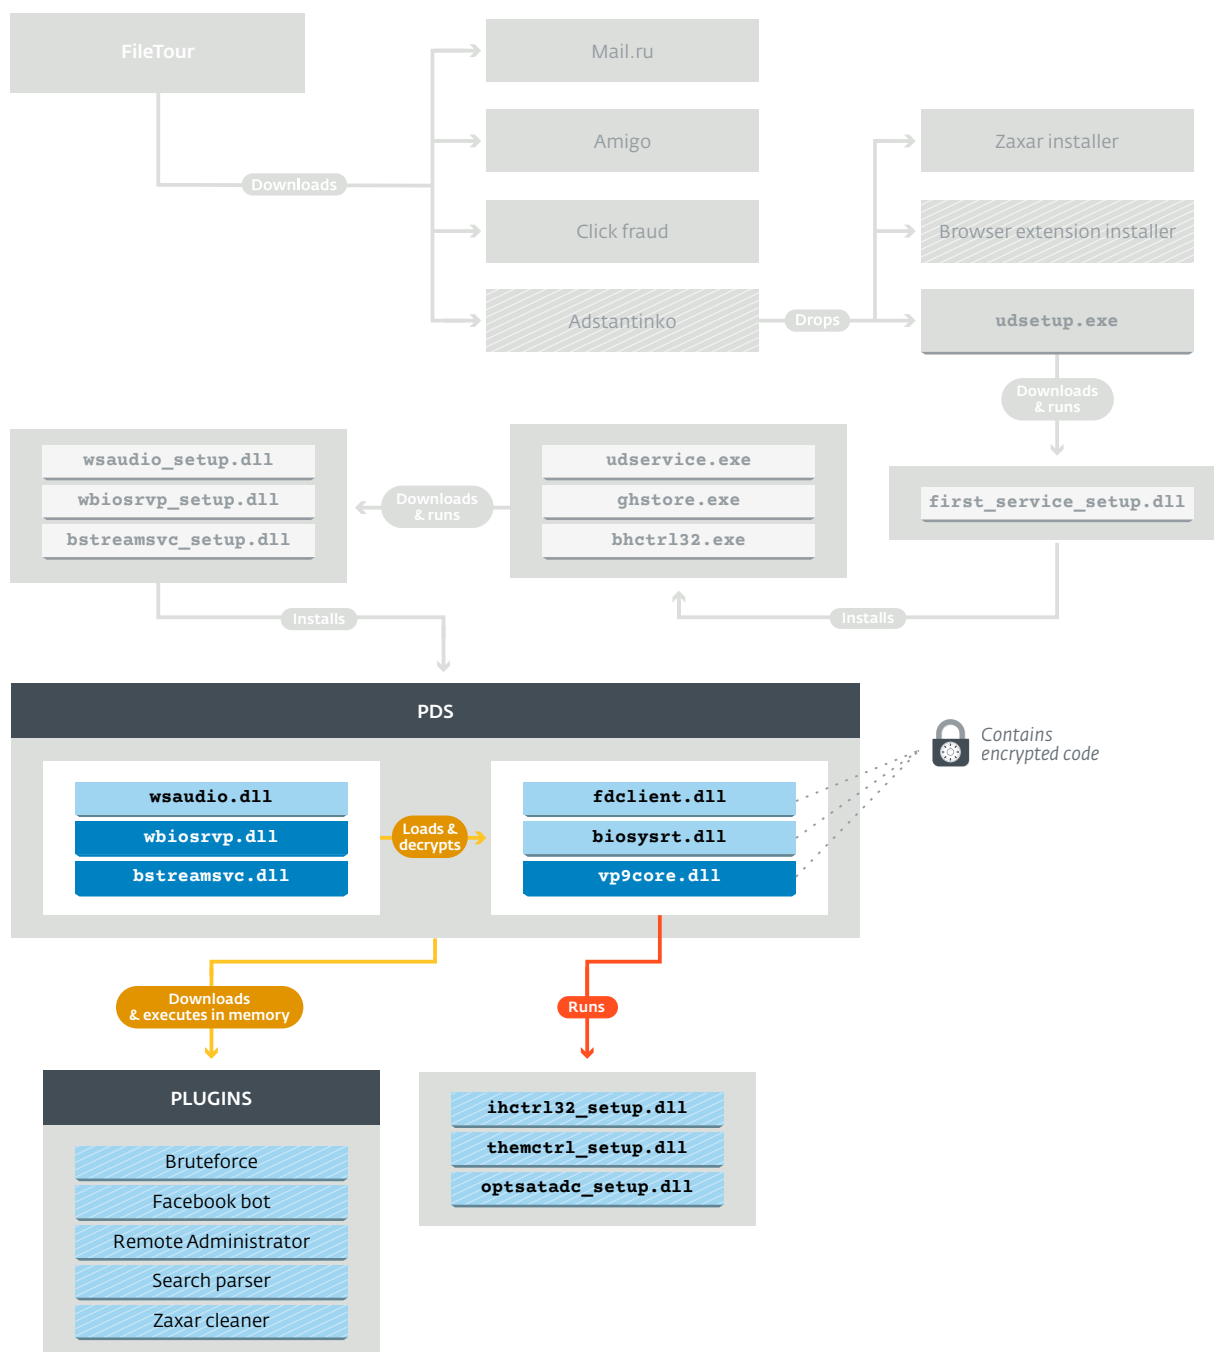 FileTour
Mail.ru
Amigo
Zaxar installer
Downloads
Click fraud
Browser extension installer
Adstantinko
Drops
udsetup.exe
Downloads
& runs
wsaudio_setup.dll
wbiosrvp_setup.dll
bstreamsvc_setup.dll
Downloads
& runs
udservice.exe
ghstore.exe
bhctrl32.exe
first_service_setup.dll
Installs
Installs
PDS
Contains
encrypted code
wsaudio.dll
wbiosrvp.dll
bstreamsvc.dll
Loads &
decrypts
fdclient.dll
biosysrt.dll
vp9core.dll
Downloads
& executes in memory
Runs
PLUGINS
Bruteforce
Facebook bot
Remote Administrator
Search parser
Zaxar cleaner
ihctrl32_setup.dll
themctrl_setup.dll
optsatadc_setup.dll